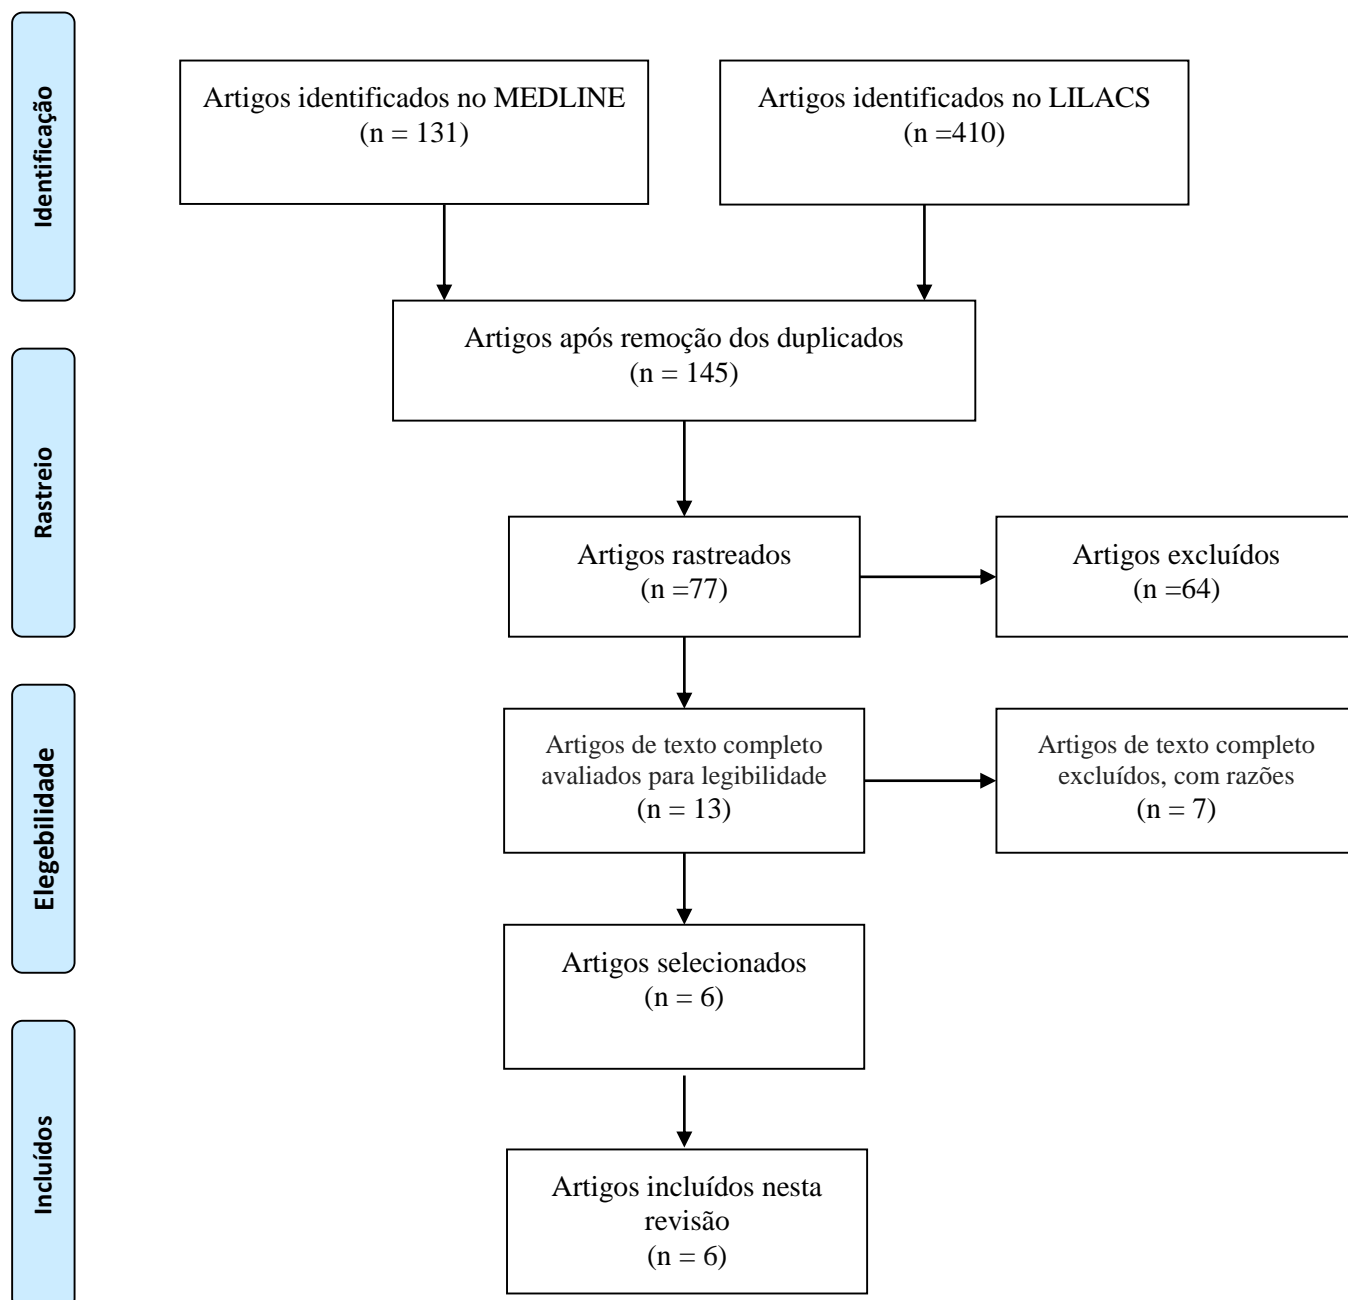 Identificação
Artigos identificados no MEDLINE
(n = 131)
Artigos identificados no LILACS
(n =410)
Artigos após remoção dos duplicados
(n = 145)
Rastreio
Artigos rastreados
(n =77)
Artigos excluídos
(n =64)
Elegebilidade
Artigos de texto completo
avaliados para legibilidade
(n = 13)
Artigos de texto completo
excluídos, com razões
(n = 7)
Artigos selecionados
(n = 6)
Incluídos
Artigos incluídos nesta
revisão
(n = 6)